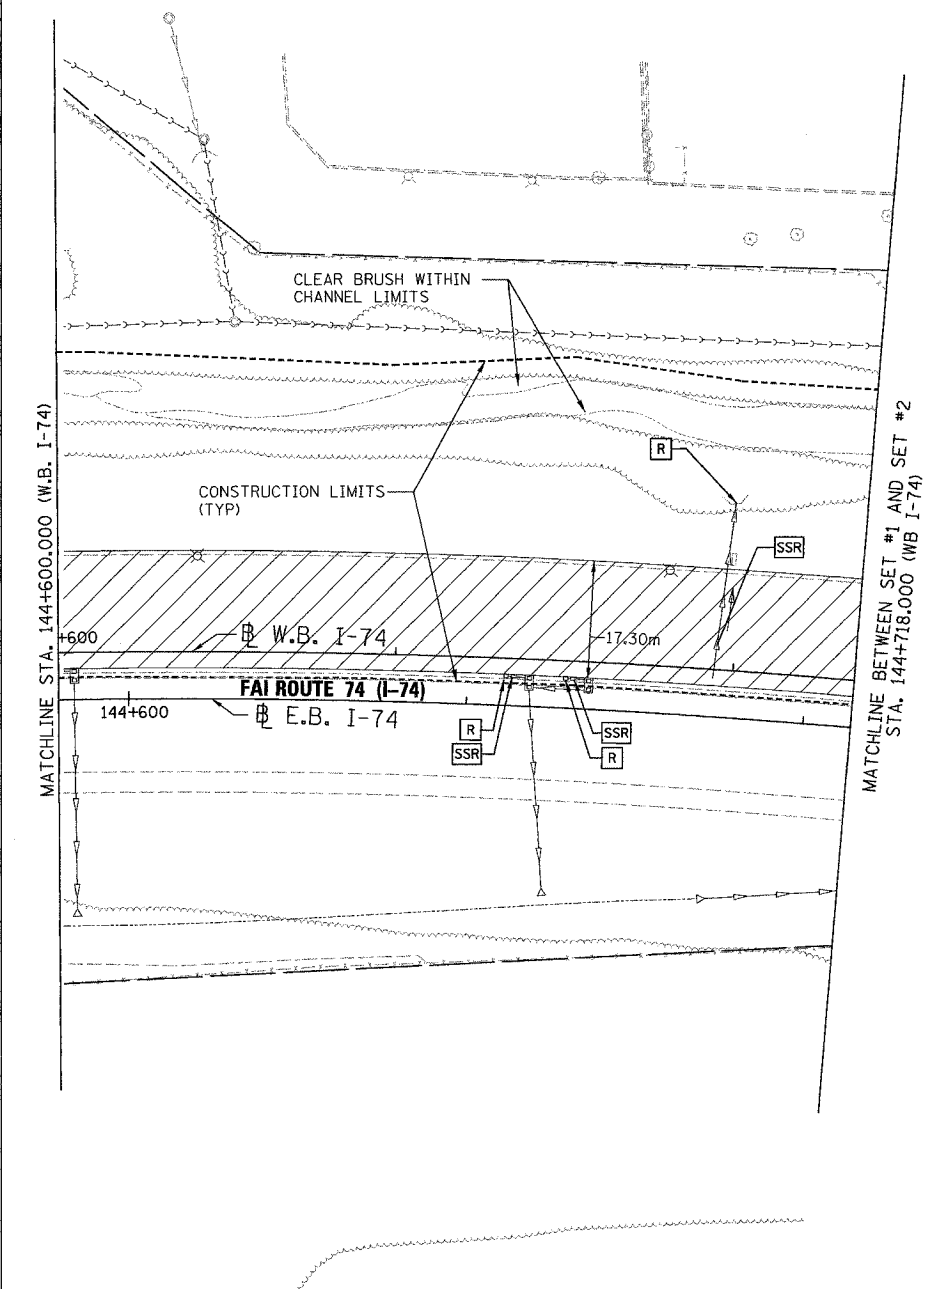 CLEAR BRUSH WITHIN
CHANNEL LIMITS
MATCHLINE STA. 144+600.000 (W.B. I-74)
R
CONSTRUCTION LIMITS
(TYP)
MATCHLINE BETWEEN SET #1 AND SET #2
STA. 144+718.000 (WB I-74)
SSR
+600
BL W.B. I-74
17.30m
FAI ROUTE 74 (I-74)
144+600
BL E.B. I-74
R
SSR
SSR
R